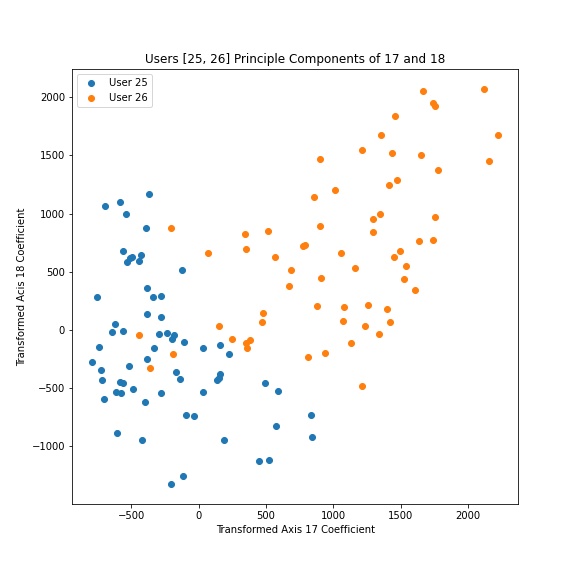 Users [25, 26] Principle Components of 17 and 18
User 25
User 26
Transformed Acis 18 Coefficient
2000
1500
1000
500
0
−500
−1000
−500
0
500
1000
1500
2000
Transformed Axis 17 Coefficient